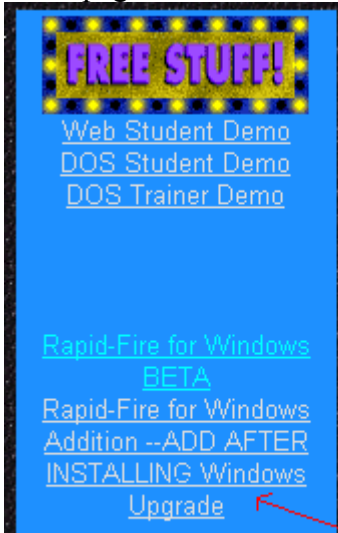 FREE STUFF!
Web Student Demo
DOS Student Demo
DOS Trainer Demo
Rapid-Fire for Windows
BETA
Rapid-Fire for Windows
Addition --ADD AFTER
INSTALLING Windows
Upgrade